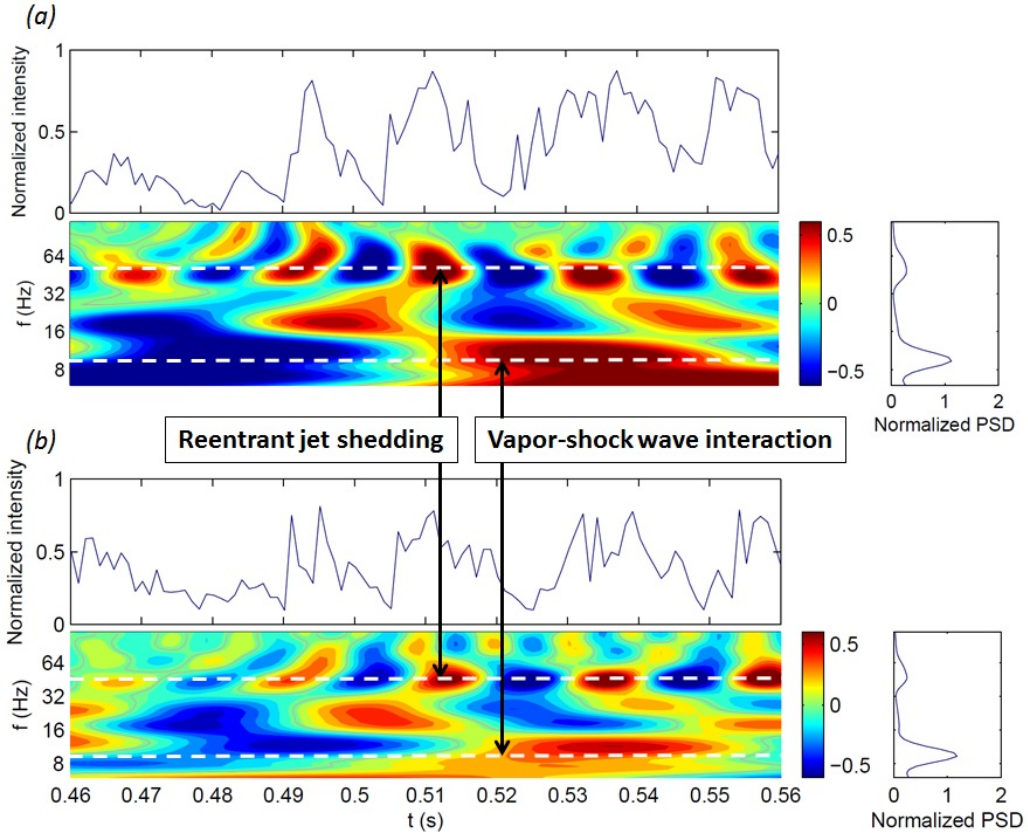 (a)
Normalized intensity
1
0.5
0
f (Hz)
64
32
16
8
0.5
0
−0.5
0 1 2
Normalized PSD
Reentrant jet shedding
Vapor-shock wave interaction
(b)
Normalized intensity
1
0.5
0
f (Hz)
64
32
16
8
0.46 0.47 0.48 0.49 0.5 0.51 0.52 0.53 0.54 0.55 0.56
t (s)
0.5
0
−0.5
0 1 2
Normalized PSD